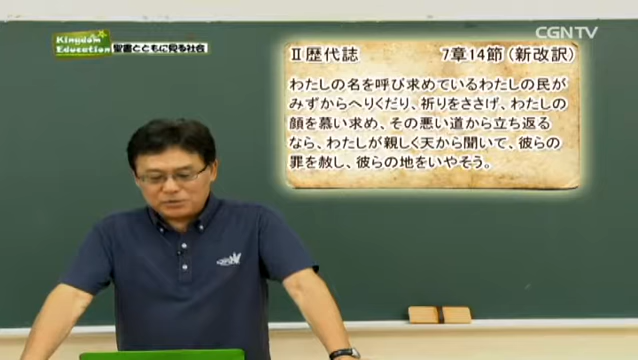 Kingdom
Education
聖書とともに見る社会
CGNTV
Ⅱ歴代誌 7章14節（新改訳）
わたしの名を呼び求めているわたしの民が
みずからへりくだり、祈りをささげ、わたしの
顔を慕い求め、その悪い道から立ち返る
なら、わたしが親しく天から聞いて、彼らの
罪を赦し、彼らの地をいやそう。